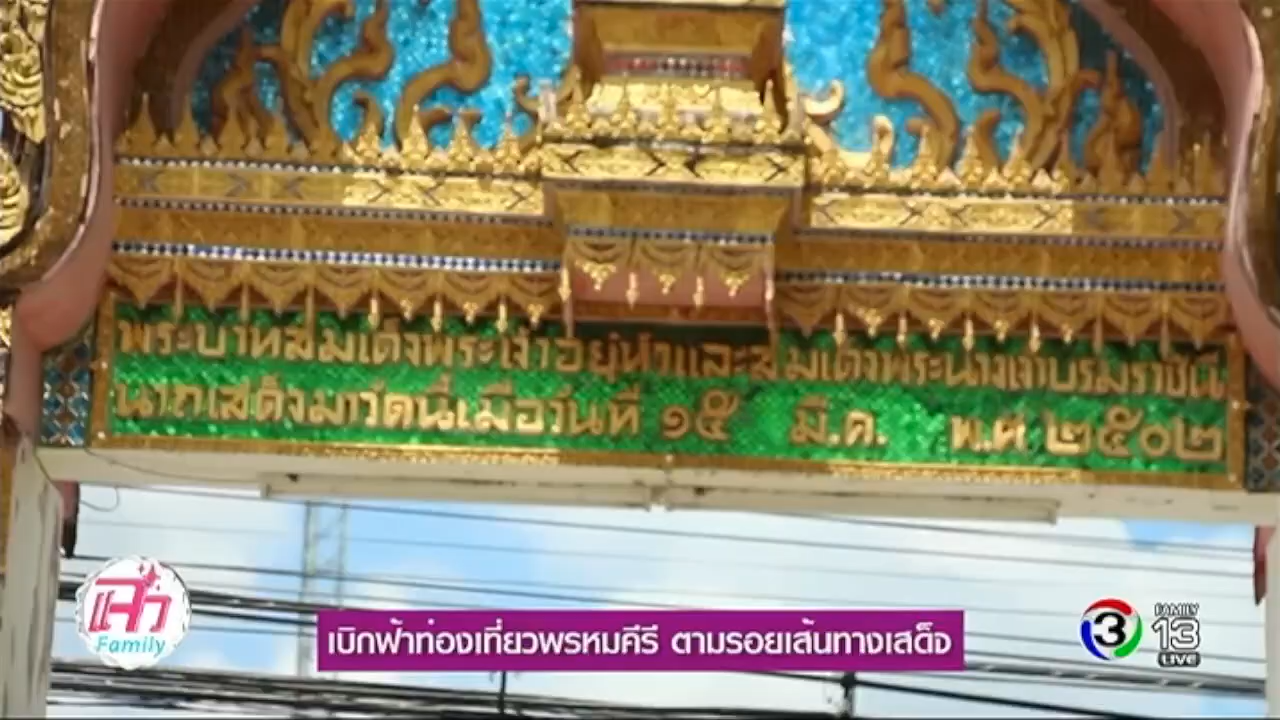 พระบาทสมเด็จพระเจ้าอยู่หัวและสมเด็จพระนางเจ้าบรมราชินี
นาถเสด็จมาวัดนี้เมื่อวันที่ ๑๕ มี.ค. พ.ศ ๒๕๐๒
แจ๋ว
Family
เบิกฟ้าท่องเที่ยวพรหมคีรี ตามรอยเส้นทางเสด็จ
3
FAMILY
13
LIVE